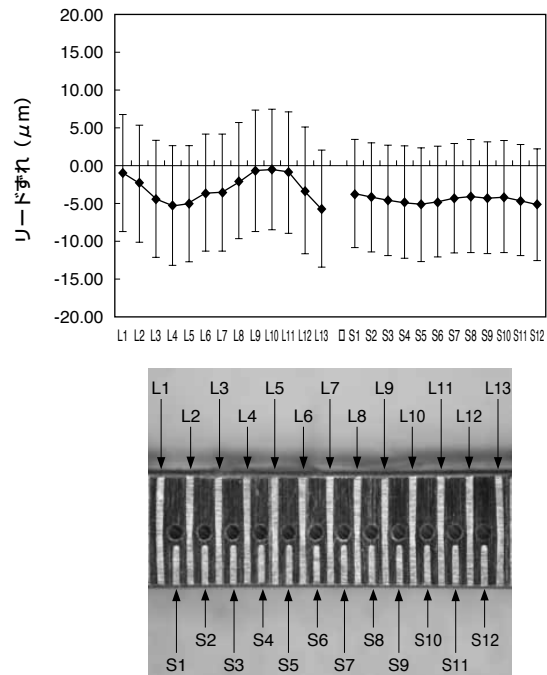 20.00
15.00
10.00
5.00
0.00
-5.00
-10.00
-15.00
-20.00
リードずれ (μm)
L1 L2 L3 L4 L5 L6 L7 L8 L9 L10 L11 L12 L13 □ S1 S2 S3 S4 S5 S6 S7 S8 S9 S10 S11 S12
L1 L3 L5 L7 L9 L11 L13
L2 L4 L6 L8 L10 L12
S2 S4 S6 S8 S10 S12
S1 S3 S5 S7 S9 S11